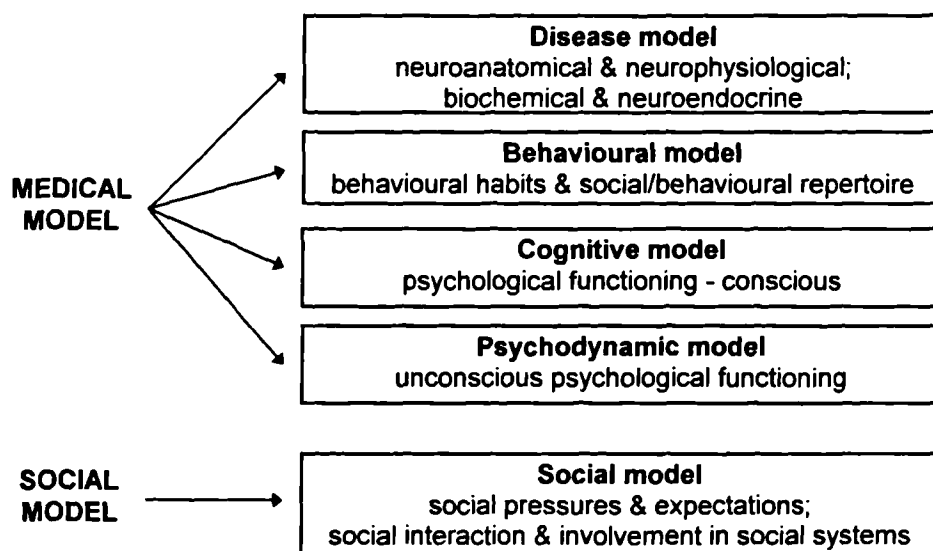 Disease model
neuroanatomical & neurophysiological;
biochemical & neuroendocrine
Behavioural model
behavioural habits & social/behavioural repertoire
MEDICAL
MODEL
Cognitive model
psychological functioning - conscious
Psychodynamic model
unconscious psychological functioning
SOCIAL
MODEL
Social model
social pressures & expectations;
social interaction & involvement in social systems